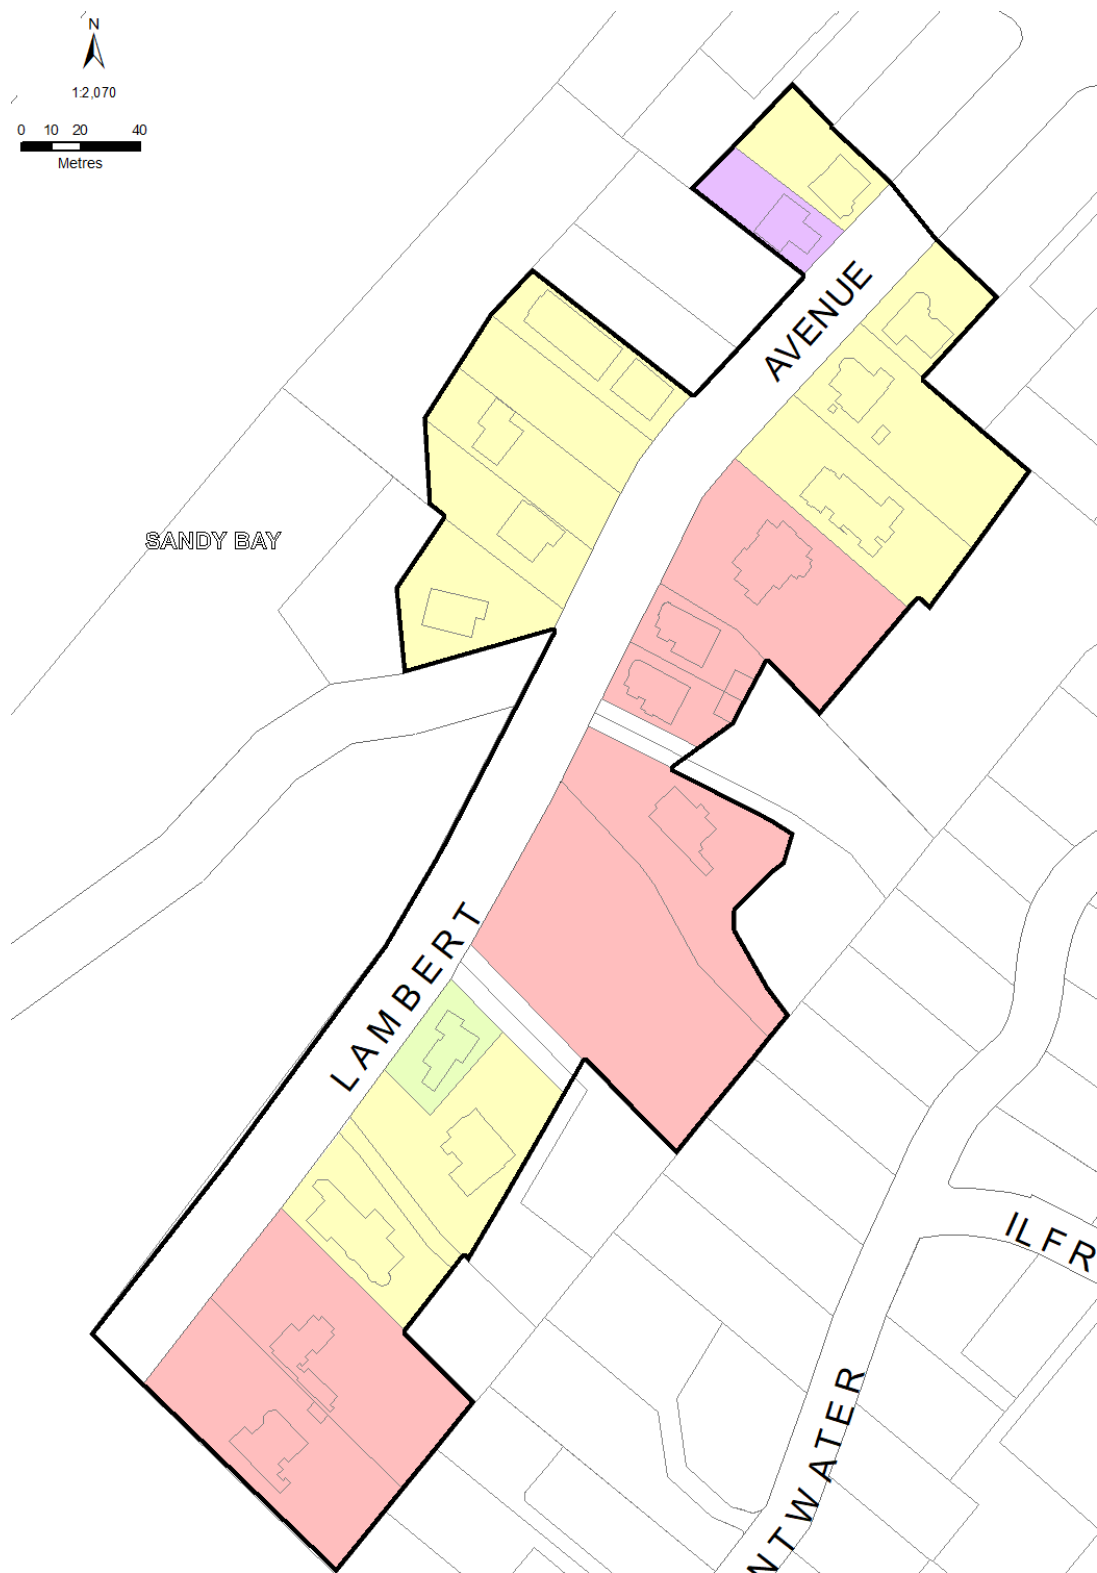 N
1:2,070
0 10 20 40
Metres
AVENUE
SANDY BAY
LAMBERT
ILFR
NTWATER